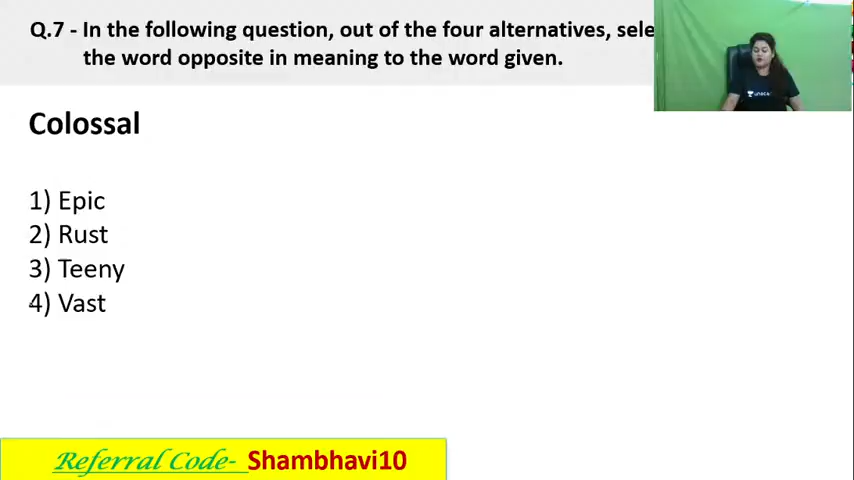 Q.7 - In the following question, out of the four alternatives,
the word opposite in meaning to the word given.
Colossal
1) Epic
2) Rust
3) Teeny
4) Vast
Referral Code- Shambhavi10